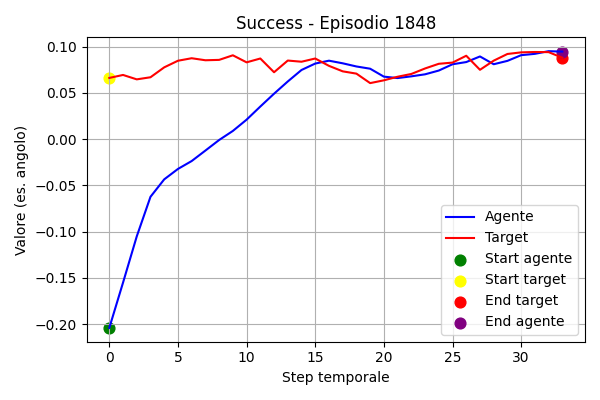 Success - Episodio 1848
Valore (es. angolo)
0.10
0.05
0.00
−0.05
−0.10
−0.15
−0.20
0 5 10 15 20 25 30
Step temporale
Agente
Target
Start agente
Start target
End target
End agente